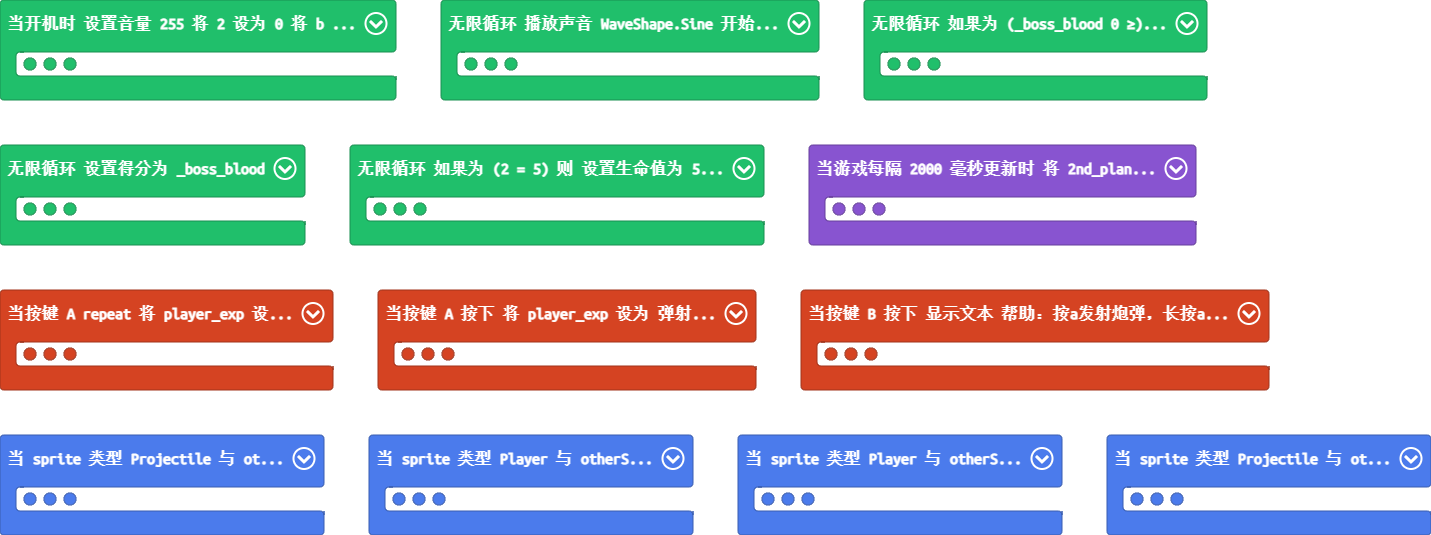 当开机时 设置音量 255 将 2 设为 0 将 b ...
无限循环 播放声音 WaveShape.Sine 开始...
无限循环 如果为 (_boss_blood 0 ≥)...
无限循环 设置得分为 _boss_blood
无限循环 如果为 (2 = 5) 则 设置生命值为 5...
当游戏每隔 2000 毫秒更新时 将 2nd_plan...
当按键 A repeat 将 player_exp 设...
当按键 A 按下 将 player_exp 设为 弹射...
当按键 B 按下 显示文本 帮助: 按a发射炮弹，长按a...
当 sprite 类型 Projectile 与 ot...
当 sprite 类型 Player 与 otherS...
当 sprite 类型 Player 与 otherS...
当 sprite 类型 Projectile 与 ot...